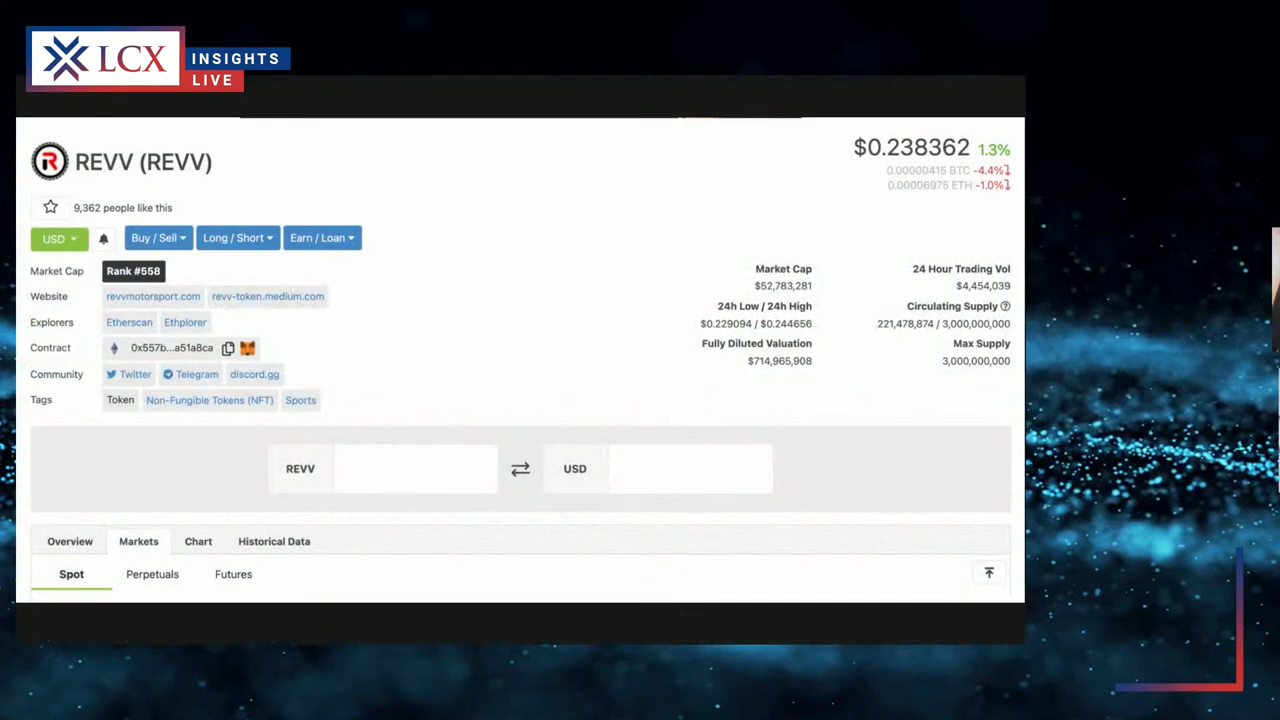 LCX
INSIGHTS
LIVE
REVV (REVV)
$0.238362 1.3%
0.00000415 BTC -4.4%
0.00006975 ETH -1.0%
9,362 people like this
USD
Buy / Sell
Long / Short
Earn / Loan
Market Cap Rank #558
Website revvmotorsport.com revv-token.medium.com
Explorers Etherscan Ethplorer
Contract 0x557b...a51a8ca
Community Twitter Telegram discord.gg
Tags Token Non-Fungible Tokens (NFT) Sports
Market Cap
$52,783,281
24 Hour Trading Vol
$4,454,039
24h Low / 24h High
$0.229094 / $0.244656
Circulating Supply
221,478,874 / 3,000,000,000
Fully Diluted Valuation
$714,965,908
Max Supply
3,000,000,000
REVV USD
Overview Markets Chart Historical Data
Spot Perpetuals Futures